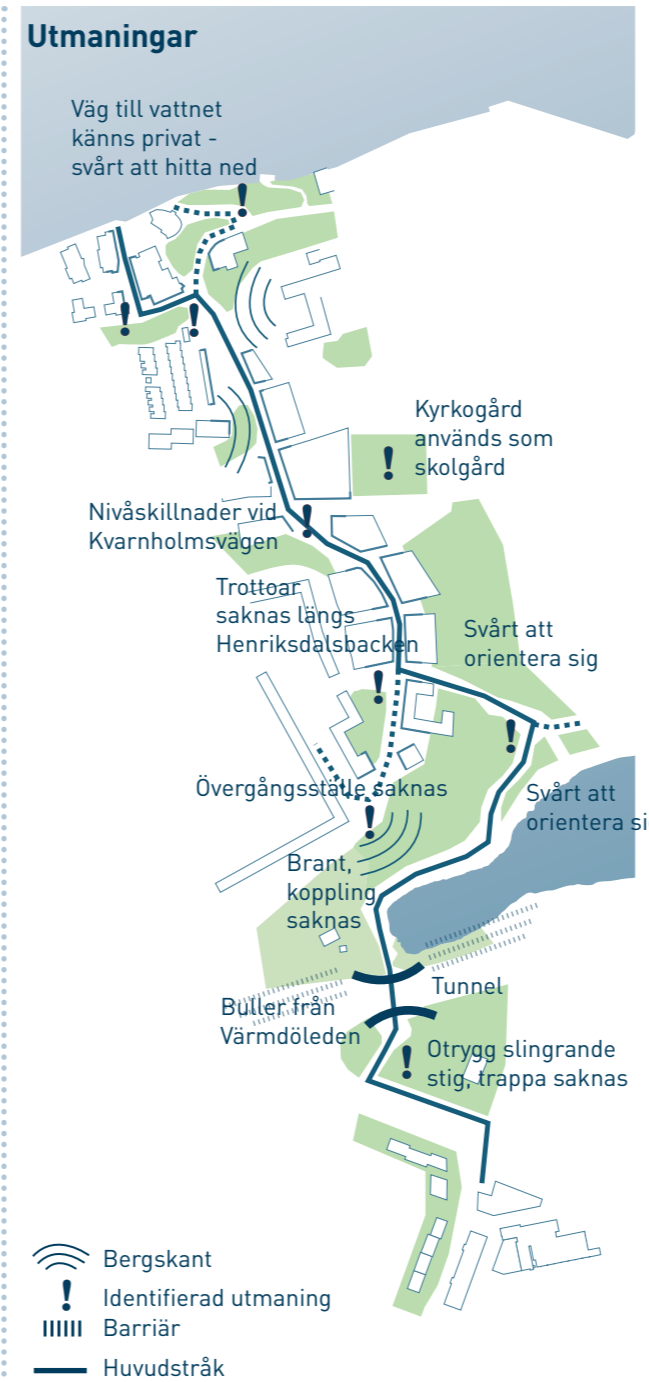 Utmaningar
Väg till vattnet
känns privat -
svårt att hitta ned
Kyrkogård
används som
skolgård
Nivåskillnader vid
Kvarnholmsvägen
Trottoar
saknas längs
Henriksdalsbacken
Svårt att
orientera sig
Övergångsställe saknas
Svårt att
orientera si
Brant,
koppling
saknas
Tunnel
Buller från
Värmdöleden
Otrygg slingrande
stig, trappa saknas
Bergskant
Identifierad utmaning
Barriär
Huvudstråk